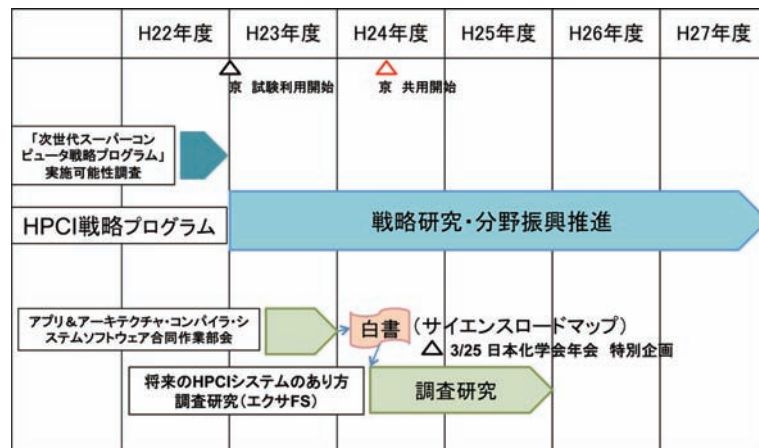 H22年度 H23年度 H24年度 H25年度 H26年度 H27年度
京 試験利用開始
京 共用開始
「次世代スーパーコン
ピュータ戦略プログラム」
実施可能性調査
HPCI戦略プログラム
戦略研究・分野振興推進
アプリ&アーキテクチャ・コンパイラ・シ
ステムソフトウェア合同作業部会
白書
(サイエンスロードマップ)
3/25 日本化学会年会 特別企画
将来のHPCIシステムのあり方
調査研究(エクサFS)
調査研究